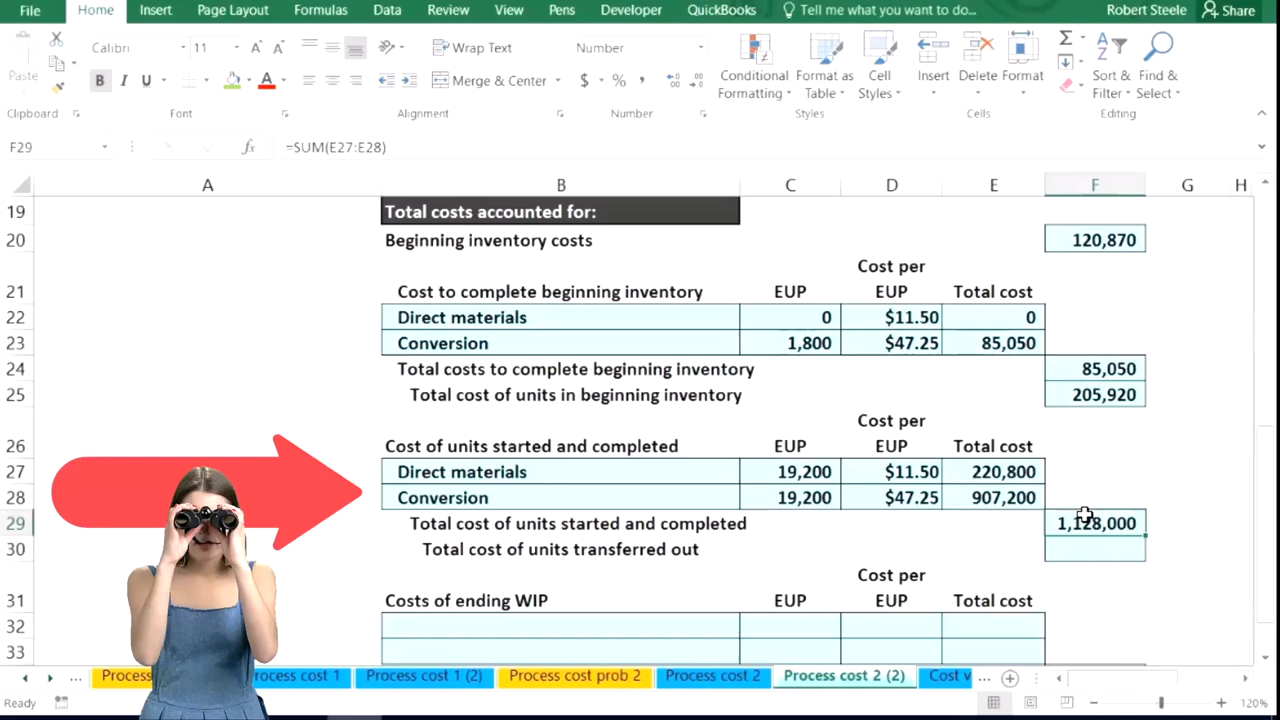 File Home Insert Page Layout Formulas Data Review View Pens Developer QuickBooks Tell me what you want to do... Robert Steele Share
Paste Calibri 11 Wrap Text Number Conditional Formatting Format as Table Cell Styles Insert Delete Format Sort & Filter Find & Select
B I U Merge & Center $ % ,
Clipboard Font Alignment Number Styles Cells Editing
F29 fx =SUM(E27:E28)
A B C D E F G H
19 Total costs accounted for:
20 Beginning inventory costs 120,870
Cost per
21 Cost to complete beginning inventory EUP EUP Total cost
22 Direct materials 0 $11.50 0
23 Conversion 1,800 $47.25 85,050
24 Total costs to complete beginning inventory 85,050
25 Total cost of units in beginning inventory 205,920
Cost per
26 Cost of units started and completed EUP EUP Total cost
27 Direct materials 19,200 $11.50 220,800
28 Conversion 19,200 $47.25 907,200
29 Total cost of units started and completed 1,128,000
30 Total cost of units transferred out
Cost per
31 Costs of ending WIP EUP EUP Total cost
32
33
... Process cost 1 Process cost 1 (2) Process cost prob 2 Process cost 2 Process cost 2 (2) Cost v ...
Ready 120%